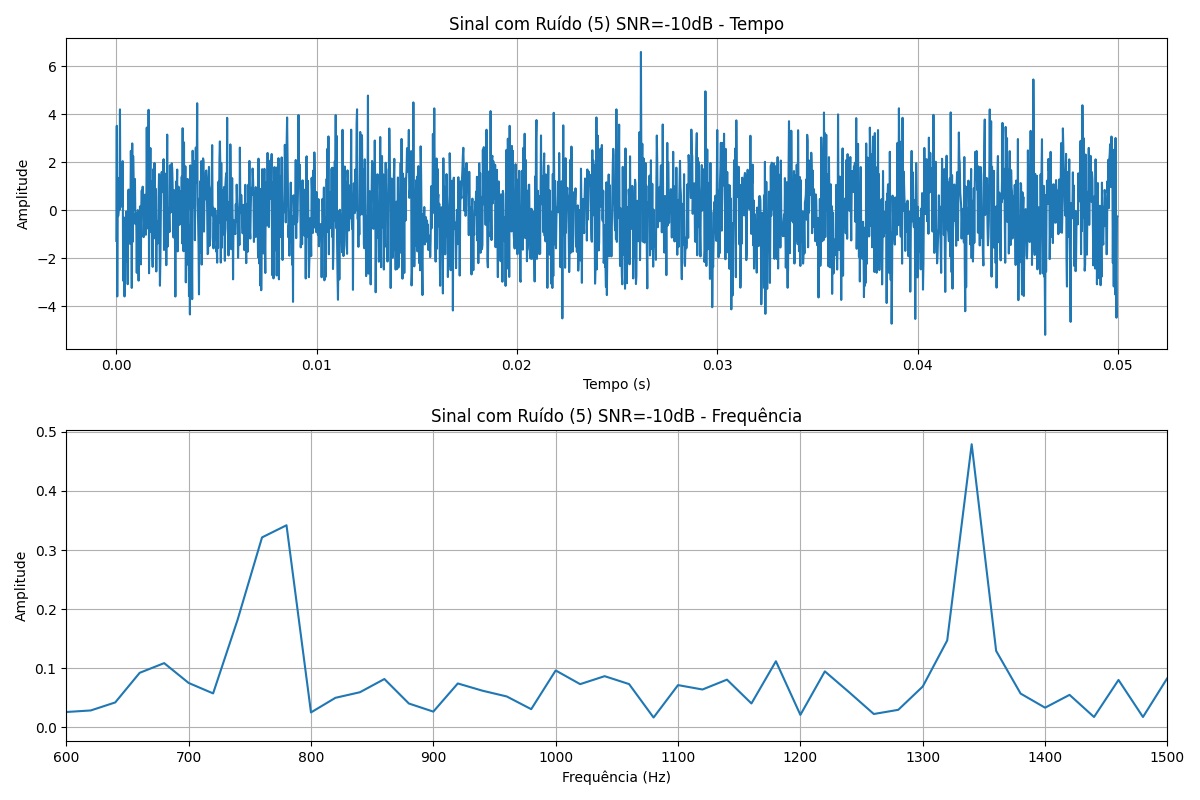 Sinal com Ruído (5) SNR=-10dB - Tempo
6
4
2
0
−2
−4
Amplitude
0.00 0.01 0.02 0.03 0.04 0.05
Tempo (s)
Sinal com Ruído (5) SNR=-10dB - Frequência
0.5
0.4
0.3
0.2
0.1
0.0
Amplitude
600 700 800 900 1000 1100 1200 1300 1400 1500
Frequência (Hz)